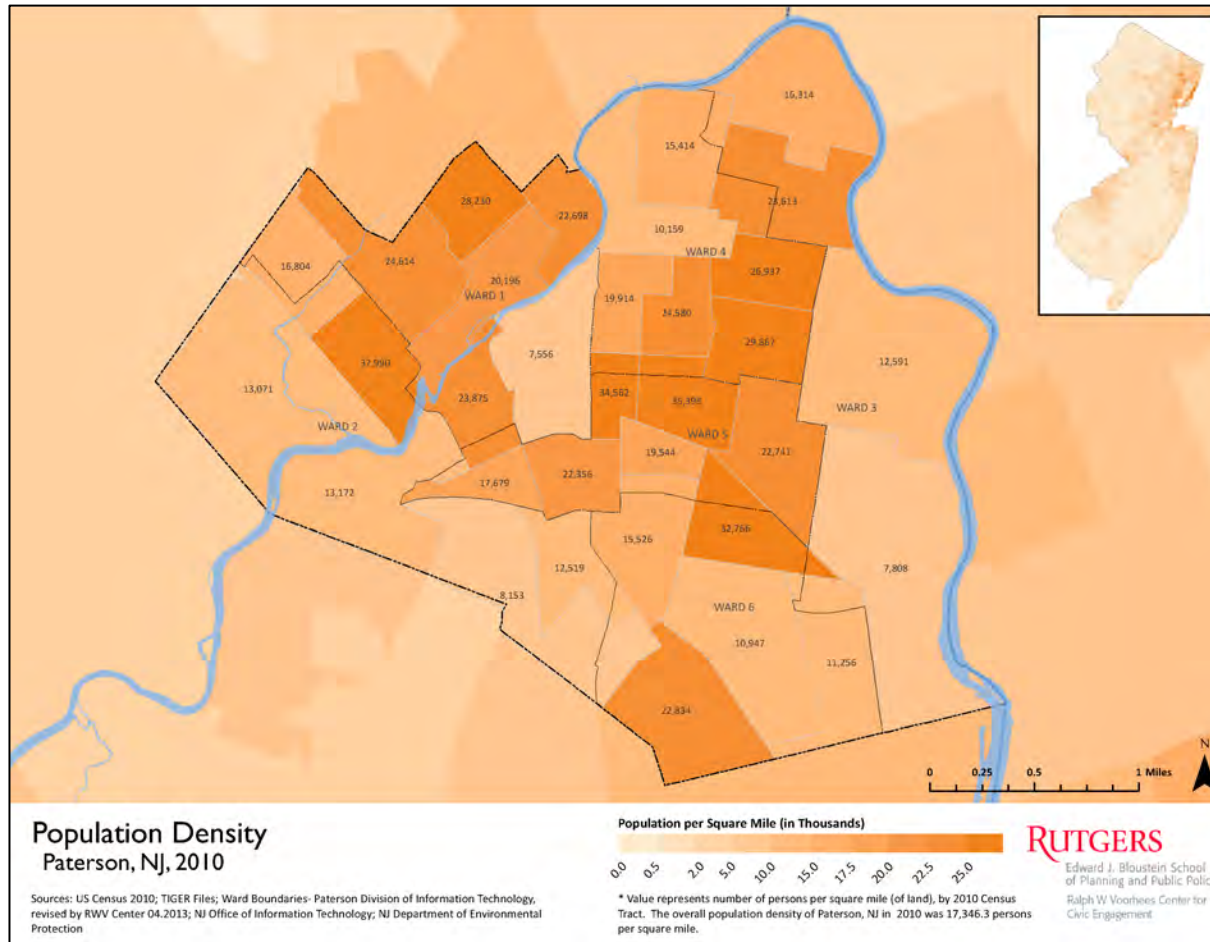 16,314
15,414
28,230
22,698
23,613
10,159
WARD 4
16,804
24,614
26,937
20,196
WARD 1
19,914
24,580
29,867
7,556
12,591
37,990
13,071
34,562
35,398
WARD 3
23,875
WARD 2
WARD 5
19,544
22,741
22,356
17,679
13,172
32,766
15,526
12,519
7,808
8,153
WARD 6
10,947
11,256
22,834
N
0 0.25 0.5 1 Miles
Population Density
Paterson, NJ, 2010
Sources: US Census 2010; TIGER Files; Ward Boundaries- Paterson Division of Information Technology,
revised by RWV Center 04.2013; NJ Office of Information Technology; NJ Department of Environmental
Protection
Population per Square Mile (in Thousands)
0.0 0.5 2.0 5.0 10.0 15.0 17.5 20.0 22.5 25.0
* Value represents number of persons per square mile (of land), by 2010 Census
Tract. The overall population density of Paterson, NJ in 2010 was 17,346.3 persons
per square mile.
RUTGERS
Edward J. Bloustein School
of Planning and Public Polic
Ralph W Voorhees Center for
Civic Engagement